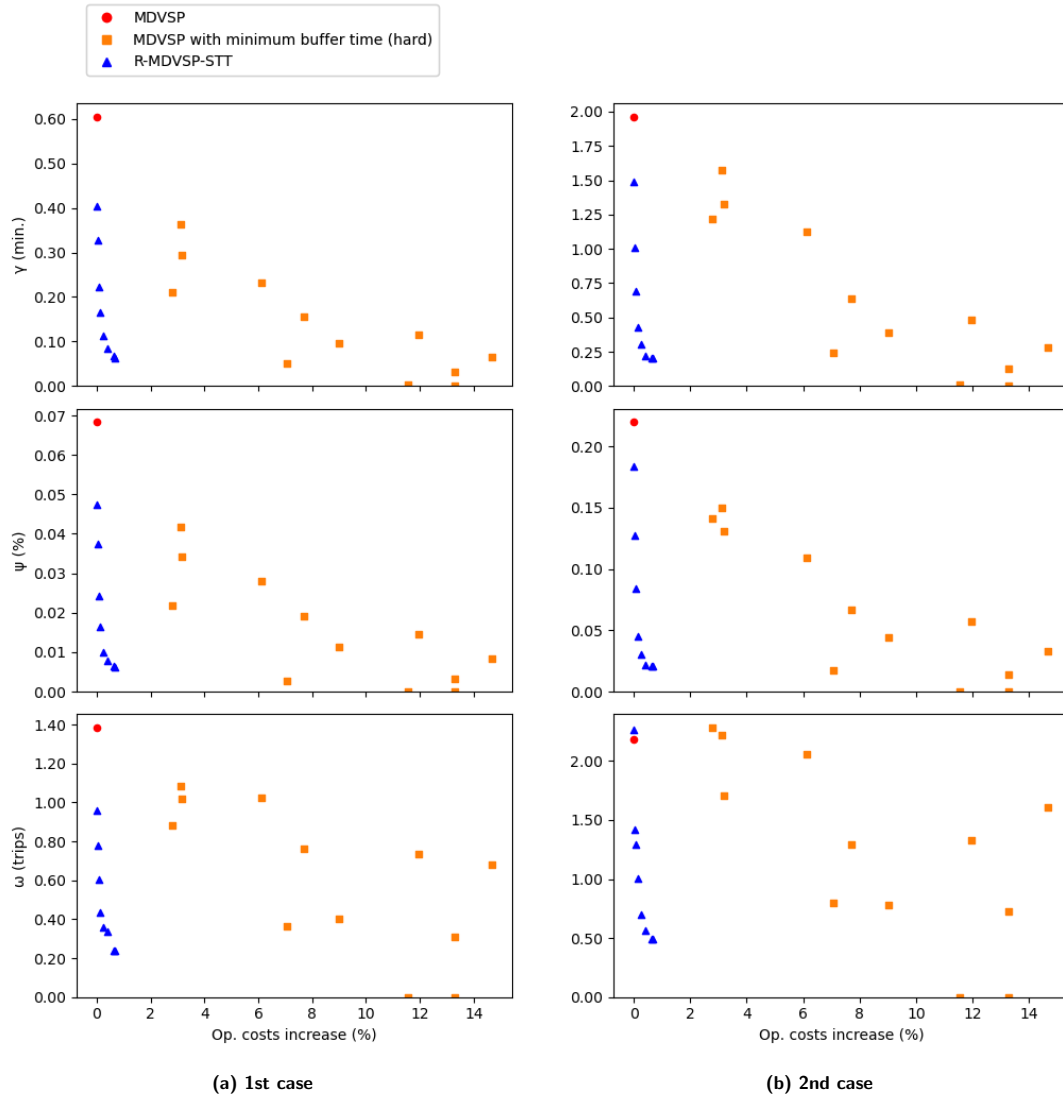 MDVSP
MDVSP with minimum buffer time (hard)
R-MDVSP-STT
0.60
0.50
0.40
0.30
0.20
0.10
0.00
γ (min.)
2.00
1.75
1.50
1.25
1.00
0.75
0.50
0.25
0.00
γ (min.)
0.07
0.06
0.05
0.04
0.03
0.02
0.01
0.00
ψ (%)
0.20
0.15
0.10
0.05
0.00
ψ (%)
1.40
1.20
1.00
0.80
0.60
0.40
0.20
0.00
ω (trips)
0 2 4 6 8 10 12 14
Op. costs increase (%)
2.00
1.50
1.00
0.50
0.00
ω (trips)
0 2 4 6 8 10 12 14
Op. costs increase (%)
(a) 1st case
(b) 2nd case